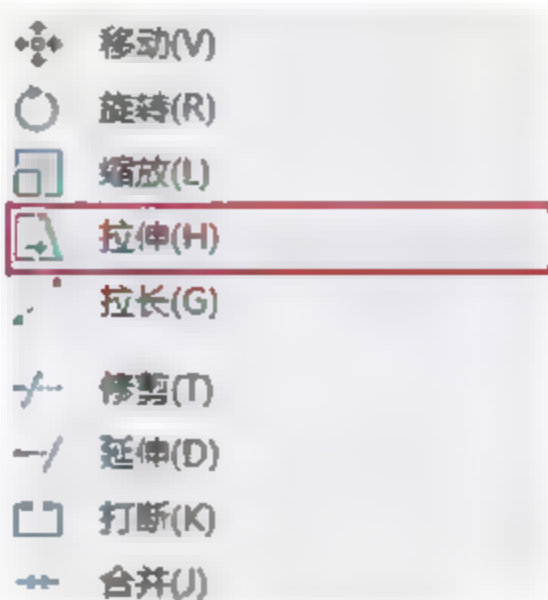 移动(V)
旋转(R)
缩放(L)
拉伸(H)
拉长(G)
修剪(T)
延伸(D)
打断(K)
合并(J)